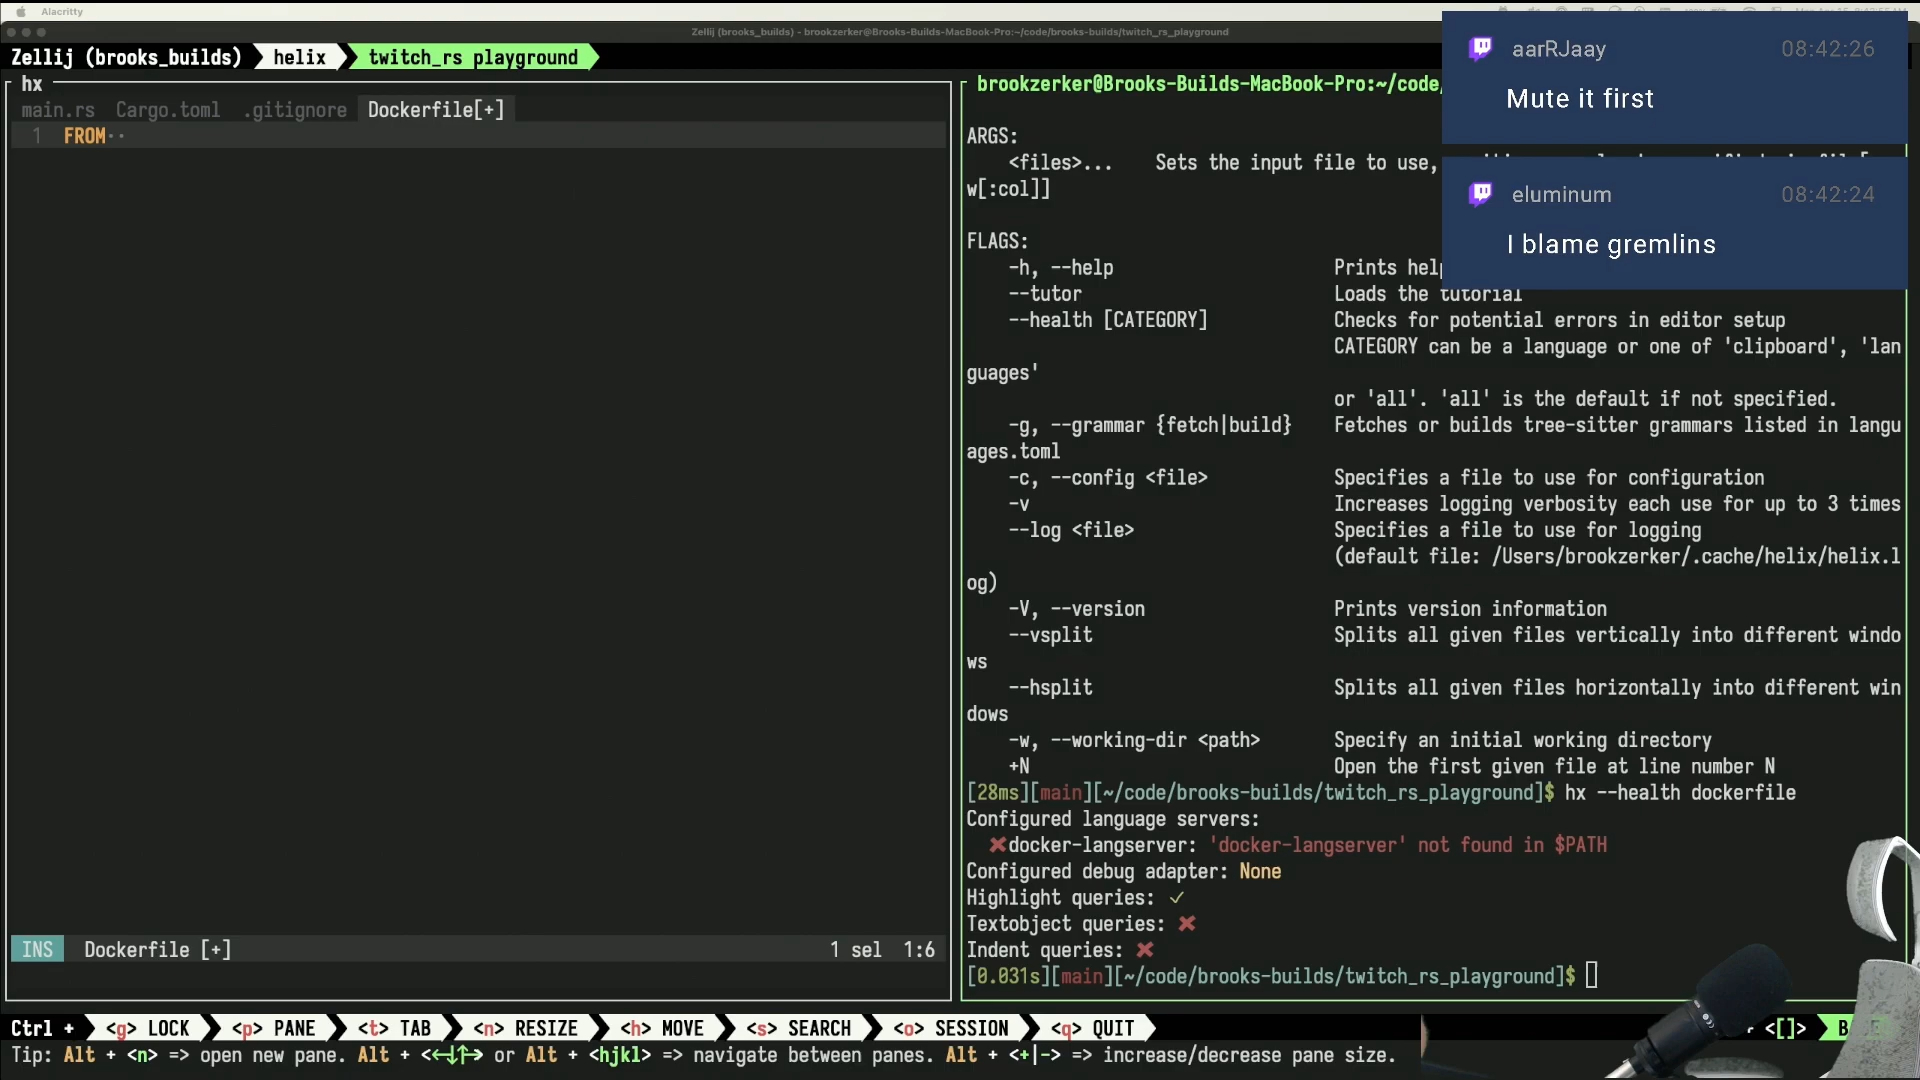 Alacritty
Zellij (brooks_builds) - brookzerker@Brooks-Builds-MacBook-Pro:~/code/brooks-builds/twitch_rs_playground
Zellij (brooks_builds) helix twitch_rs playground
hx
main.rs Cargo.toml .gitignore Dockerfile[+]
1 FROM··
INS Dockerfile [+] 1 sel 1:6
brookzerker@Brooks-Builds-MacBook-Pro:~/code/
ARGS:
<files>... Sets the input file to use,
w[:col]]
FLAGS:
-h, --help Prints help
--tutor Loads the tutorial
--health [CATEGORY] Checks for potential errors in editor setup
CATEGORY can be a language or one of 'clipboard', 'lan
guages'
or 'all'. 'all' is the default if not specified.
-g, --grammar {fetch|build} Fetches or builds tree-sitter grammars listed in langu
ages.toml
-c, --config <file> Specifies a file to use for configuration
-v Increases logging verbosity each use for up to 3 times
--log <file> Specifies a file to use for logging
(default file: /Users/brookzerker/.cache/helix/helix.l
og)
-V, --version Prints version information
--vsplit Splits all given files vertically into different windo
ws
--hsplit Splits all given files horizontally into different win
dows
-w, --working-dir <path> Specify an initial working directory
+N Open the first given file at line number N
[28ms][main][~/code/brooks-builds/twitch_rs_playground]$ hx --health dockerfile
Configured language servers:
✘docker-langserver: 'docker-langserver' not found in $PATH
Configured debug adapter: None
Highlight queries: ✓
Textobject queries: ✘
Indent queries: ✘
[0.031s][main][~/code/brooks-builds/twitch_rs_playground]$
aarRJaay 08:42:26
Mute it first
eluminum 08:42:24
I blame gremlins
Ctrl + <g> LOCK <p> PANE <t> TAB <n> RESIZE <h> MOVE <s> SEARCH <o> SESSION <q> QUIT <[]>
Tip: Alt + <n> => open new pane. Alt + <←↓↑→> or Alt + <hjkl> => navigate between panes. Alt + <+|-> => increase/decrease pane size.